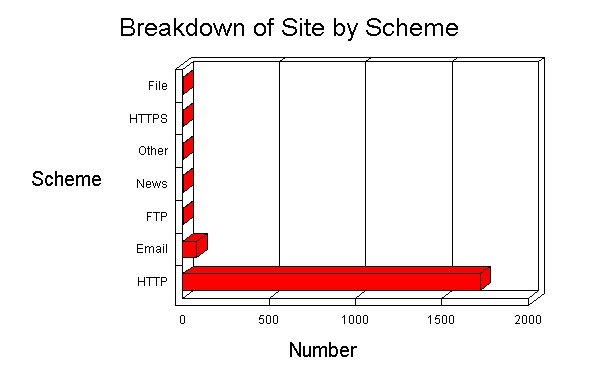 Breakdown of Site by Scheme
File
HTTPS
Other
Scheme
News
FTP
Email
HTTP
0 500 1000 1500 2000
Number